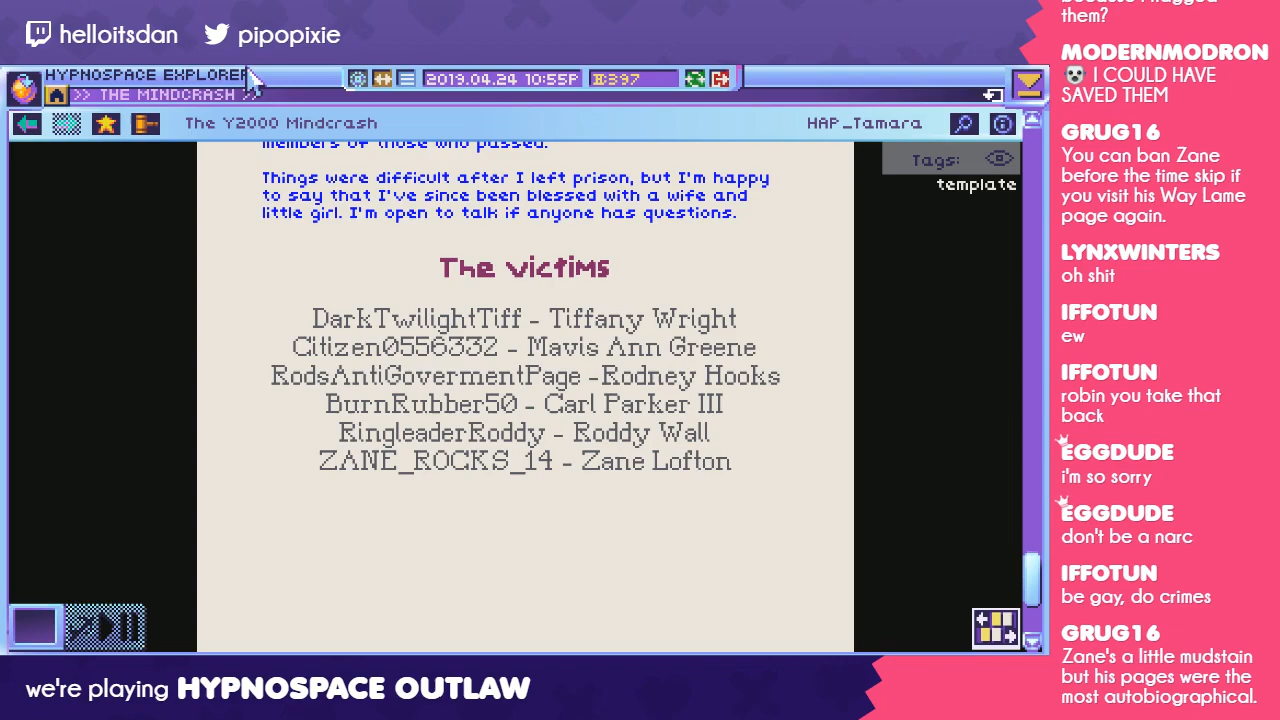 helloitsdan pipopixie
HYPNOSPACE EXPLORER
2019.04.24 10:55P
397
>> THE MINDCRASH >>
The Y2000 Mindcrash
HAP_Tamara
members of those who passed.
Things were difficult after I left prison, but I'm happy
to say that I've since been blessed with a wife and
little girl. I'm open to talk if anyone has questions.
Tags:
template
The victims
DarkTwilightTiff - Tiffany Wright
Citizen0556332 - Mavis Ann Greene
RodsAntiGovermentPage -Rodney Hooks
BurnRubber50 - Carl Parker III
RingleaderRoddy - Roddy Wall
ZANE_ROCKS_14 - Zane Lofton
we're playing HYPNOSPACE OUTLAW
them?
MODERNMODRON
I COULD HAVE
SAVED THEM
GRUG16
You can ban Zane
before the time skip if
you visit his Way Lame
page again.
LYNXWINTERS
oh shit
IFFOTUN
ew
IFFOTUN
robin you take that
back
EGGDUDE
i'm so sorry
EGGDUDE
don't be a narc
IFFOTUN
be gay, do crimes
GRUG16
Zane's a little mudstain
but his pages were the
most autobiographical.